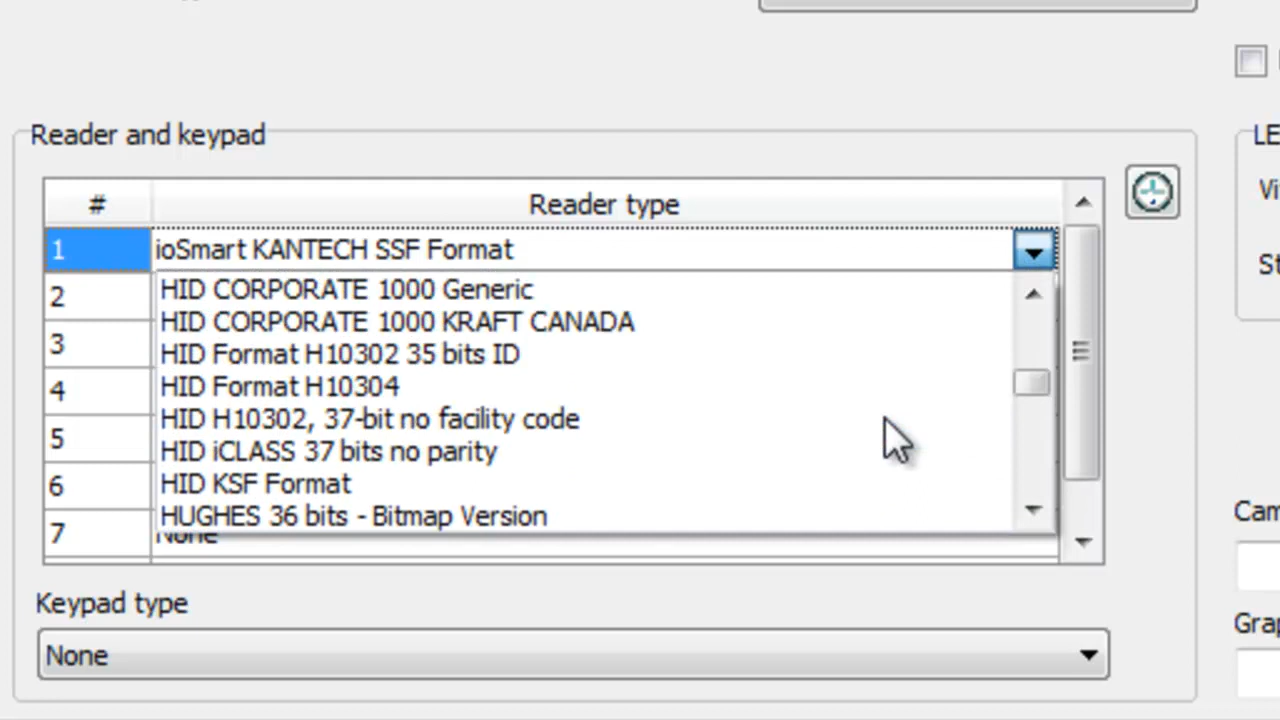 Reader and keypad
LE
# Reader type
Vi
1 ioSmart KANTECH SSF Format
St
2 HID CORPORATE 1000 Generic
HID CORPORATE 1000 KRAFT CANADA
3 HID Format H10302 35 bits ID
4 HID Format H10304
HID H10302, 37-bit no facility code
5 HID iCLASS 37 bits no parity
6 HID KSF Format
HUGHES 36 bits - Bitmap Version
Cam
7 None
Keypad type
Grap
None